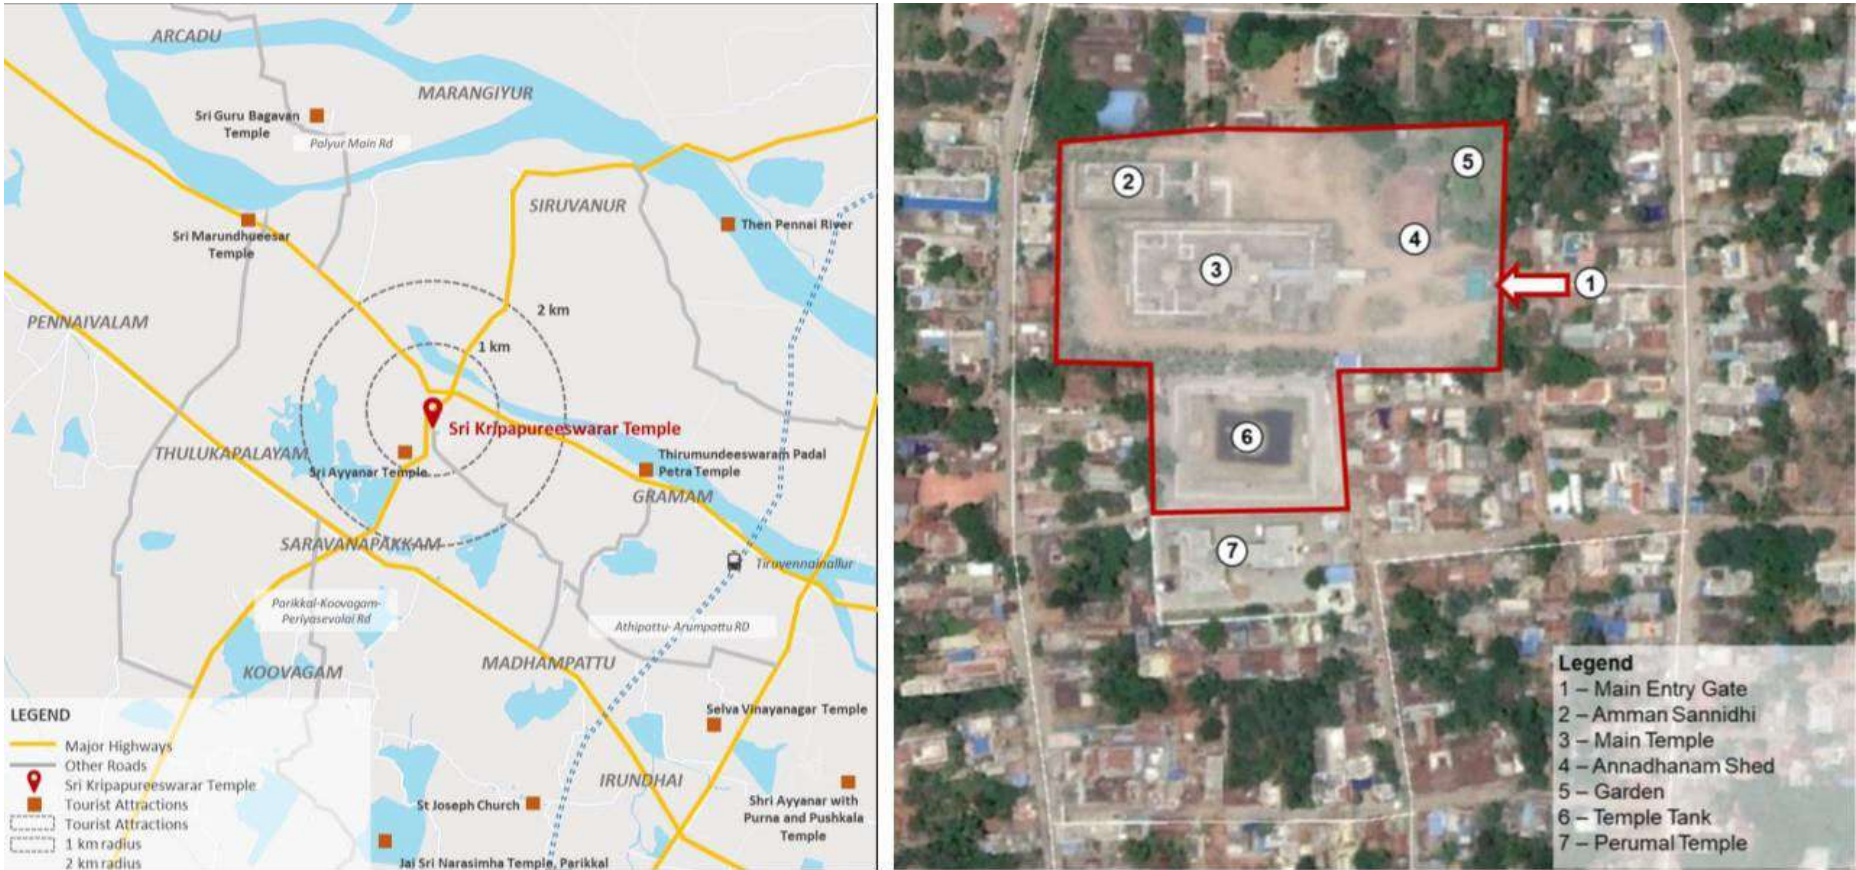 ARCADU
MARANGIYUR
Sri Guru Bagavan
Temple
Palyur Main Rd
SIRUVANUR
Sri Marundhueesar
Temple
Then Pennai River
PENNAIVALAM
2 km
1 km
Sri Kripapureeswarar Temple
THULUKAPALAYAM
Sri Ayyanar Temple
Thirumundeeswaram Padal
Petra Temple
GRAMAM
SARAVANAPAKKAM
Tiruvennainallur
Parikkal-Koovagam-
Periyasevalai Rd
Athipattu- Arumpattu RD
KOOVAGAM
MADHAMPATTU
Selva Vinayanagar Temple
IRUNDHAI
St Joseph Church
Shri Ayyanar with
Purna and Pushkala
Temple
Jai Sri Narasimha Temple, Parikkal
LEGEND
Major Highways
Other Roads
Sri Kripapureeswarar Temple
Tourist Attractions
Tourist Attractions
1 km radius
2 km radius
5
2
4
3
1
6
7
Legend
1 – Main Entry Gate
2 – Amman Sannidhi
3 – Main Temple
4 – Annadhanam Shed
5 – Garden
6 – Temple Tank
7 – Perumal Temple